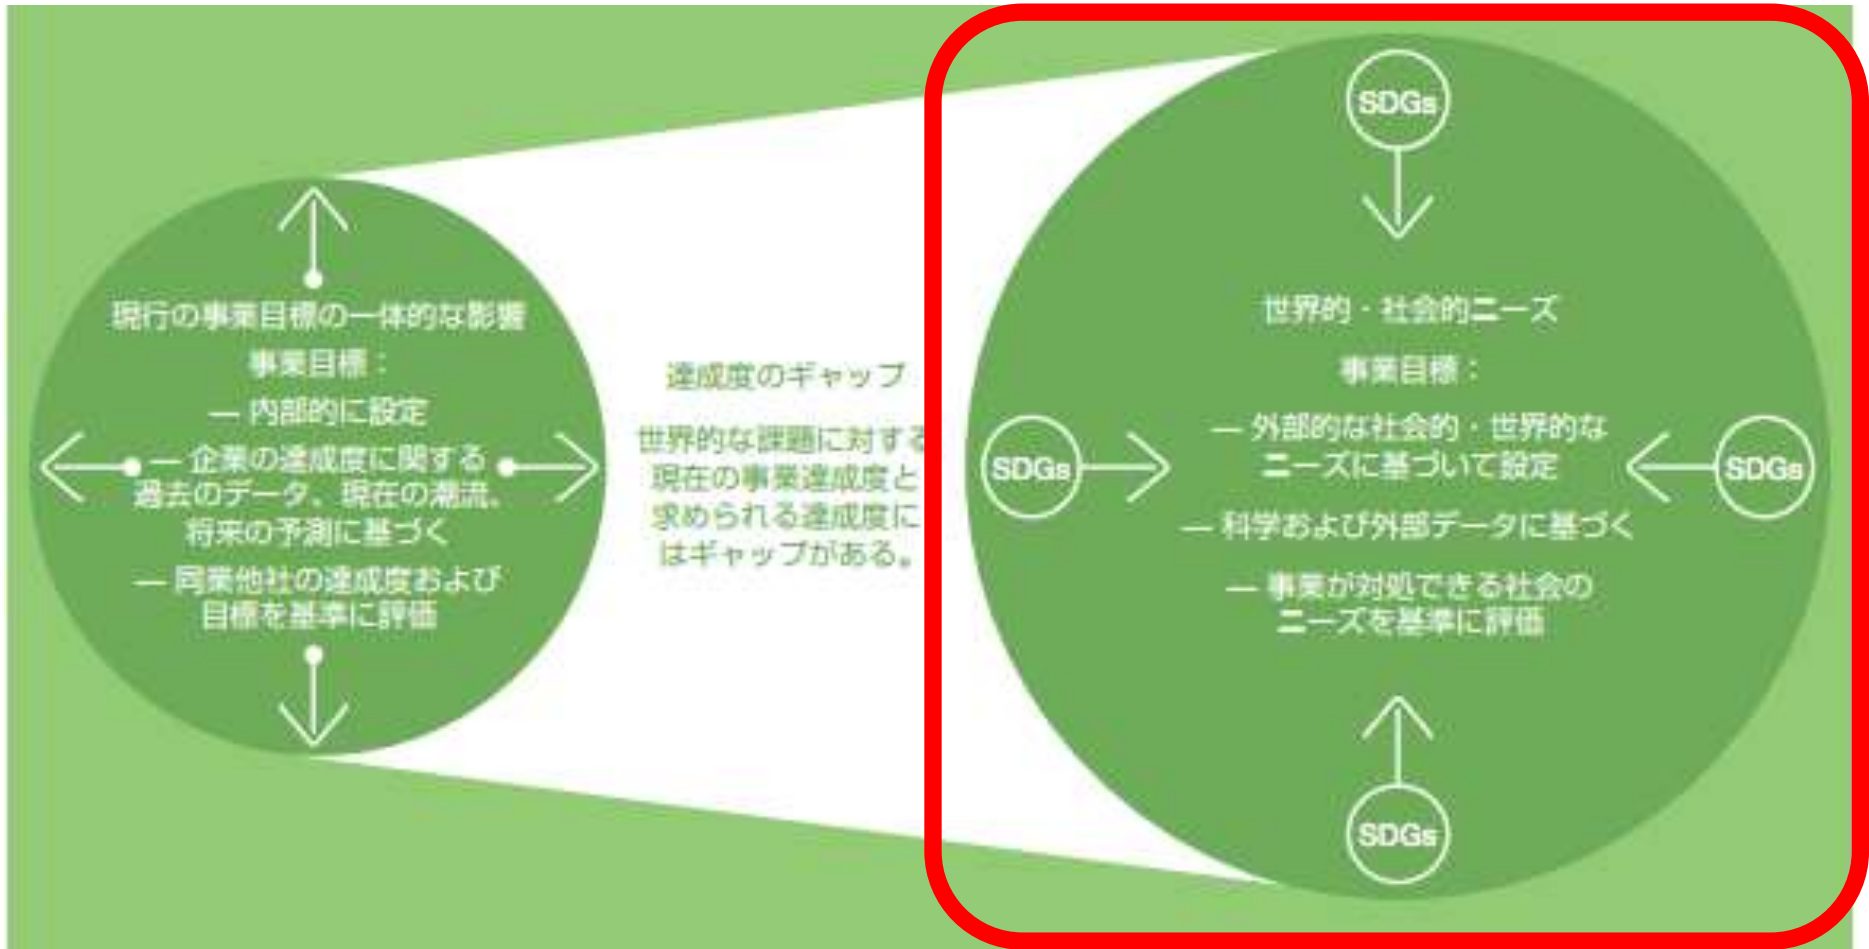 現行の事業目標の一体的な影響
事業目標：
― 内部的に設定
― 企業の達成度に関する
過去のデータ、現在の潮流、
将来の予測に基づく
― 同業他社の達成度および
目標を基準に評価
達成度のギャップ
世界的な課題に対する
現在の事業達成度と
求められる達成度に
はギャップがある。
SDGs
世界的・社会的ニーズ
事業目標：
― 外部的な社会的・世界的な
ニーズに基づいて設定
― 科学および外部データに基づく
― 事業が対処できる社会の
ニーズを基準に評価
SDGs
SDGs
SDGs